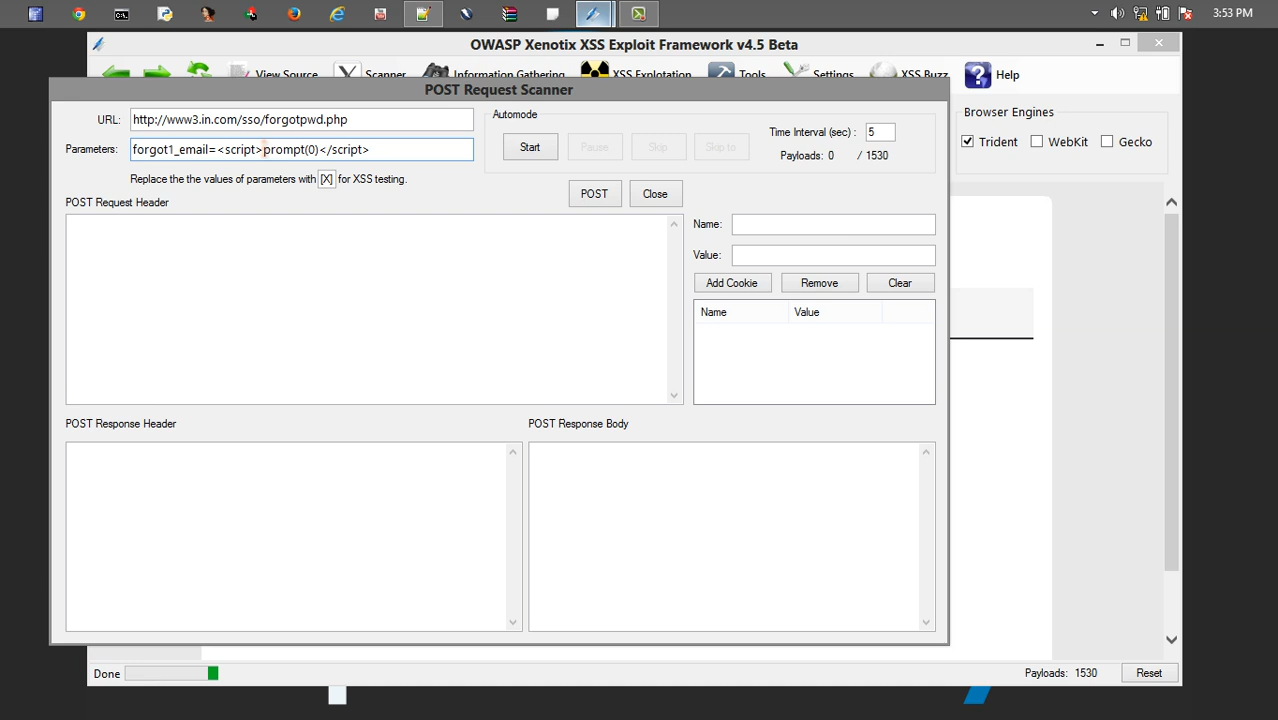 3:53 PM
OWASP Xenotix XSS Exploit Framework v4.5 Beta
View Source
Scanner
Information Gathering
XSS Explotation
Tools
Settings
XSS Buzz
Help
POST Request Scanner
URL: http://www3.in.com/sso/forgotpwd.php
Parameters: forgot1_email=<script>prompt(0)</script>
Replace the the values of parameters with [X] for XSS testing.
Automode
Start
Pause
Skip
Skip to
Time Interval (sec) : 5
Payloads: 0 / 1530
POST
Close
Browser Engines
Trident
WebKit
Gecko
POST Request Header
Name:
Value:
Add Cookie
Remove
Clear
Name Value
POST Response Header
POST Response Body
Done
Payloads: 1530
Reset